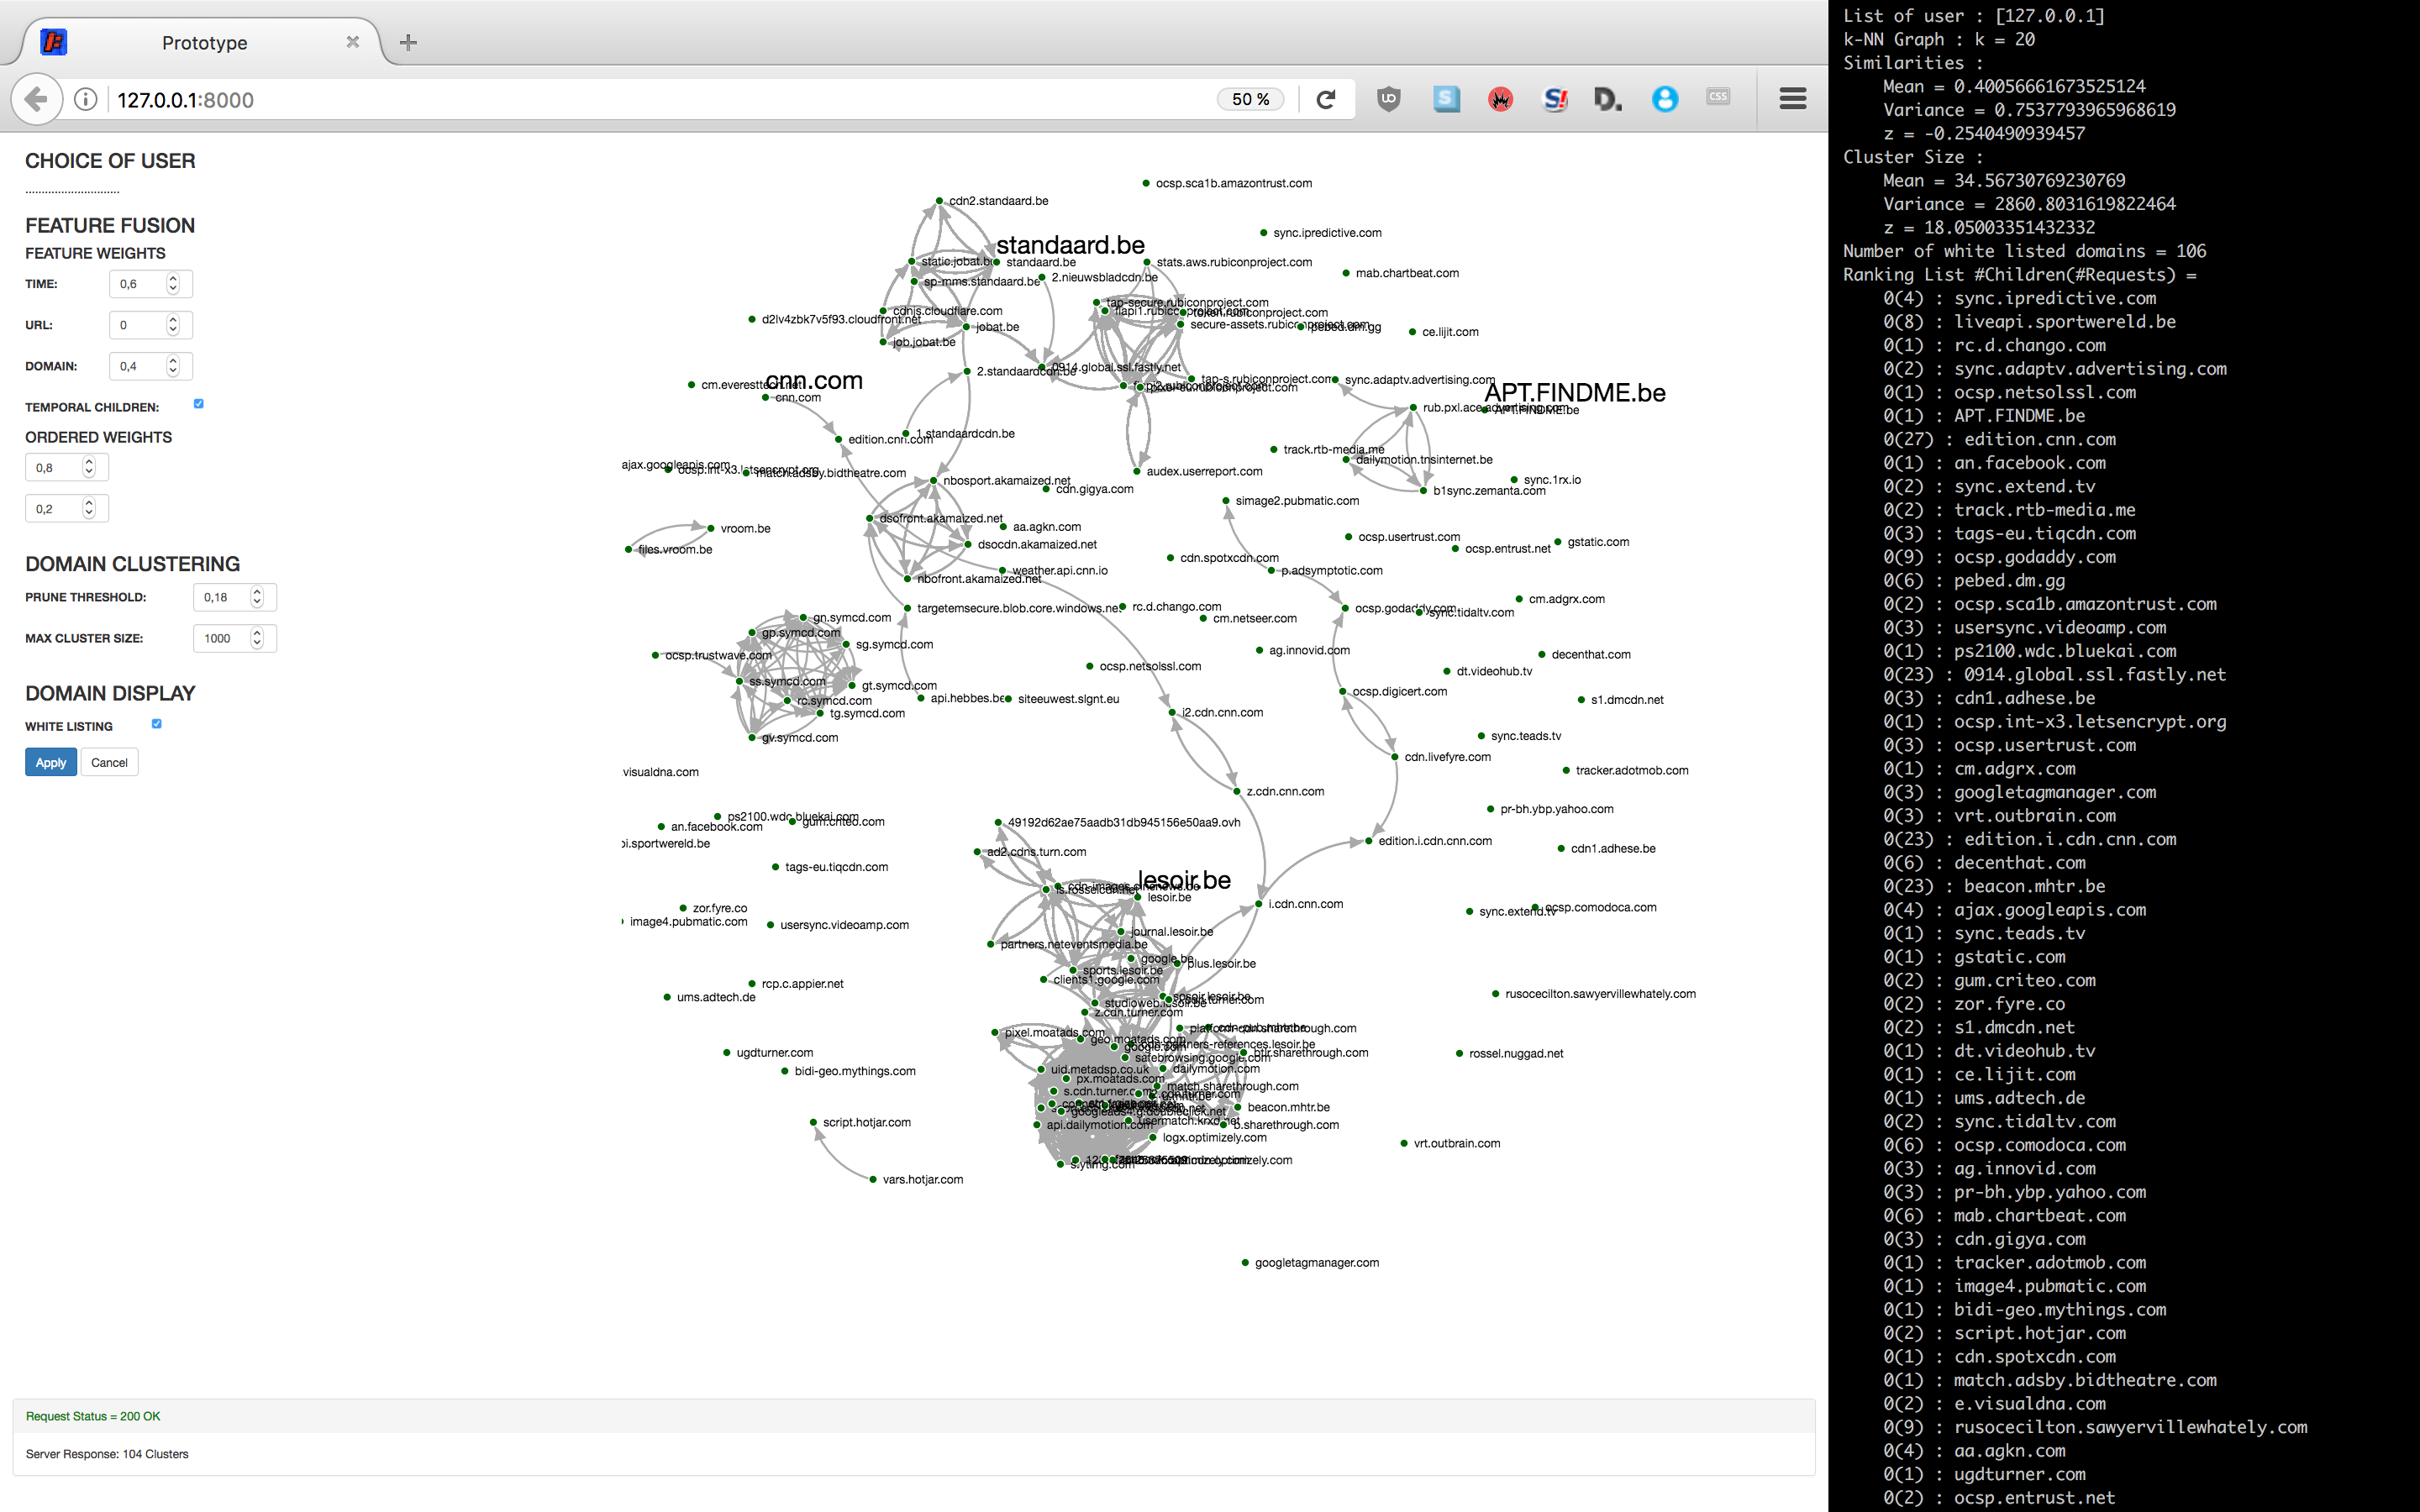 Prototype
127.0.0.1:8000
50 %
CHOICE OF USER
FEATURE FUSION
FEATURE WEIGHTS
TIME: 0,6
URL: 0
DOMAIN: 0,4
TEMPORAL CHILDREN:
ORDERED WEIGHTS
0,8
0,2
DOMAIN CLUSTERING
PRUNE THRESHOLD: 0,18
MAX CLUSTER SIZE: 1000
DOMAIN DISPLAY
WHITE LISTING
Apply Cancel
ocsp.sca1b.amazontrust.com
cdn2.standaard.be
sync.ipredictive.com
standaard.be
static.jobat.be
standaard.be
stats.aws.rubiconproject.com
mab.chartbeat.com
2.nieuwsbladcdn.be
sp-mms.standaard.be
tap-secure.rubiconproject.com
cdnjs.cloudflare.com
token.rubiconproject.com
d2lv4zbk7v5f93.cloudfront.net
secure-assets.rubiconproject.com
pebed.dm.gg
jobat.be
ce.lijit.com
job.jobat.be
0914.global.ssl.fastly.net
2.standaardcdn.be
cnn.com
tap-s.rubiconproject.com
sync.adaptv.advertising.com
cm.everesttech.net
APT.FINDME.be
cnn.com
rub.pxl.ace.advertising.com
APT.FINDME.be
1.standaardcdn.be
edition.cnn.com
track.rtb-media.me
dailymotion.tnsinternet.be
ajax.googleapis.com
ocsp.int-x3.letsencrypt.org
match.adsby.bidtheatre.com
audex.userreport.com
nbosport.akamaized.net
sync.1rx.io
cdn.gigya.com
b1sync.zemanta.com
simage2.pubmatic.com
dsofront.akamaized.net
vroom.be
aa.agkn.com
ocsp.usertrust.com
gstatic.com
files.vroom.be
dsocdn.akamaized.net
ocsp.entrust.net
cdn.spotxcdn.com
weather.api.cnn.io
p.adsymptotic.com
nbofront.akamaized.net
cm.adgrx.com
targetemsecure.blob.core.windows.net
rc.d.chango.com
ocsp.godaddy.com
sync.tidaltv.com
gn.symcd.com
cm.netseer.com
gp.symcd.com
sg.symcd.com
ag.innovid.com
ocsp.trustwave.com
decenthat.com
ocsp.netsolssl.com
dt.videohub.tv
ss.symcd.com
gt.symcd.com
ocsp.digicert.com
rc.symcd.com
api.hebbes.be
siteeuwest.slgnt.eu
s1.dmcdn.net
tg.symcd.com
i2.cdn.cnn.com
gv.symcd.com
sync.teads.tv
cdn.livefyre.com
visualdna.com
tracker.adotmob.com
z.cdn.cnn.com
pr-bh.ybp.yahoo.com
ps2100.wdc.bluekai.com
gum.criteo.com
49192d62ae75aadb31db945156e50aa9.ovh
an.facebook.com
pi.sportwereld.be
edition.i.cdn.cnn.com
cdn1.adhese.be
ad2.cdns.turn.com
tags-eu.tiqcdn.com
lesoir.be
lesoir.be
i.cdn.cnn.com
zor.fyre.co
sync.extend.tv
ocsp.comodoca.com
image4.pubmatic.com
usersync.videoamp.com
journal.lesoir.be
partners.neteventsmedia.be
google.be
plus.lesoir.be
sports.lesoir.be
clients1.google.com
rcp.c.appier.net
ums.adtech.de
rusocecilton.sawyervillewhately.com
z.cdn.turner.com
pixel.moatads.com
geo.moatads.com
ugdturner.com
btlr.sharethrough.com
rossel.nuggad.net
safebrowsing.google.com
uid.metadsp.co.uk
dailymotion.com
bidi-geo.mythings.com
px.moatads.com
match.sharethrough.com
s.cdn.turner.com
beacon.mhtr.be
script.hotjar.com
usermatch.krxd.net
api.dailymotion.com
b.sharethrough.com
logx.optimizely.com
vrt.outbrain.com
s.ytimg.com
vars.hotjar.com
googletagmanager.com
Request Status = 200 OK
Server Response: 104 Clusters
List of user : [127.0.0.1]
k-NN Graph : k = 20
Similarities :
Mean = 0.40056661673525124
Variance = 0.7537793965968619
z = -0.2540490939457
Cluster Size :
Mean = 34.56730769230769
Variance = 2860.8031619822464
z = 18.05003351432332
Number of white listed domains = 106
Ranking List #Children(#Requests) =
0(4) : sync.ipredictive.com
0(8) : liveapi.sportwereld.be
0(1) : rc.d.chango.com
0(2) : sync.adaptv.advertising.com
0(1) : ocsp.netsolssl.com
0(1) : APT.FINDME.be
0(27) : edition.cnn.com
0(1) : an.facebook.com
0(2) : sync.extend.tv
0(2) : track.rtb-media.me
0(3) : tags-eu.tiqcdn.com
0(9) : ocsp.godaddy.com
0(6) : pebed.dm.gg
0(2) : ocsp.sca1b.amazontrust.com
0(3) : usersync.videoamp.com
0(1) : ps2100.wdc.bluekai.com
0(23) : 0914.global.ssl.fastly.net
0(3) : cdn1.adhese.be
0(1) : ocsp.int-x3.letsencrypt.org
0(3) : ocsp.usertrust.com
0(1) : cm.adgrx.com
0(3) : googletagmanager.com
0(3) : vrt.outbrain.com
0(23) : edition.i.cdn.cnn.com
0(6) : decenthat.com
0(23) : beacon.mhtr.be
0(4) : ajax.googleapis.com
0(1) : sync.teads.tv
0(1) : gstatic.com
0(2) : gum.criteo.com
0(2) : zor.fyre.co
0(2) : s1.dmcdn.net
0(1) : dt.videohub.tv
0(1) : ce.lijit.com
0(1) : ums.adtech.de
0(2) : sync.tidaltv.com
0(6) : ocsp.comodoca.com
0(3) : ag.innovid.com
0(3) : pr-bh.ybp.yahoo.com
0(6) : mab.chartbeat.com
0(3) : cdn.gigya.com
0(1) : tracker.adotmob.com
0(1) : image4.pubmatic.com
0(1) : bidi-geo.mythings.com
0(2) : script.hotjar.com
0(1) : cdn.spotxcdn.com
0(1) : match.adsby.bidtheatre.com
0(2) : e.visualdna.com
0(9) : rusocecilton.sawyervillewhately.com
0(4) : aa.agkn.com
0(1) : ugdturner.com
0(2) : ocsp.entrust.net